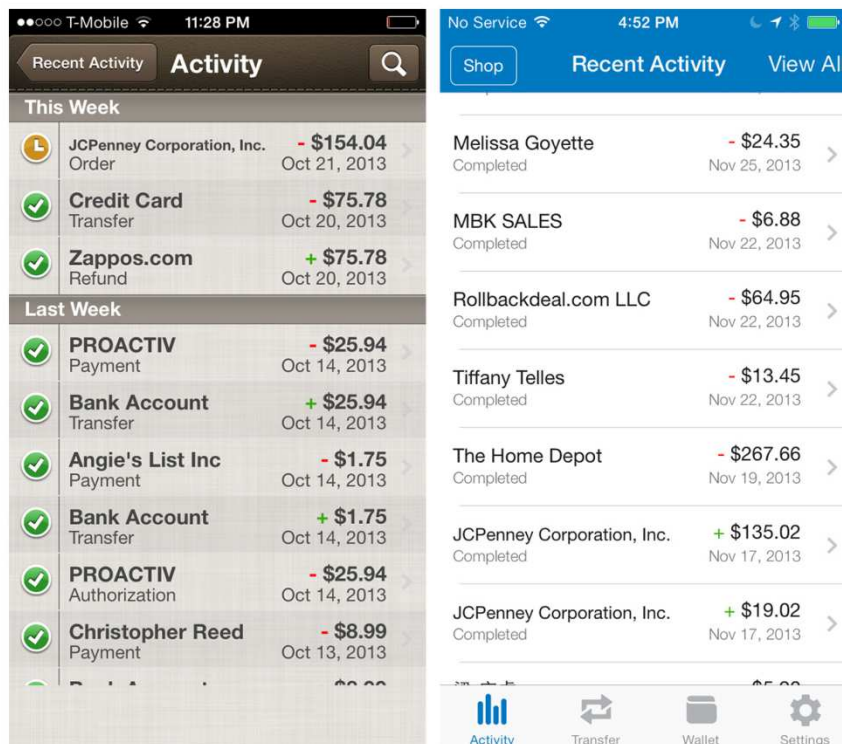 T-Mobile 11:28 PM
Recent Activity Activity
This Week
JCPenney Corporation, Inc. - $154.04
Order Oct 21, 2013
Credit Card - $75.78
Transfer Oct 20, 2013
Zappos.com + $75.78
Refund Oct 20, 2013
Last Week
PROACTIV - $25.94
Payment Oct 14, 2013
Bank Account + $25.94
Transfer Oct 14, 2013
Angie's List Inc - $1.75
Payment Oct 14, 2013
Bank Account + $1.75
Transfer Oct 14, 2013
PROACTIV - $25.94
Authorization Oct 14, 2013
Christopher Reed - $8.99
Payment Oct 13, 2013
No Service 4:52 PM
Shop Recent Activity View Al
Melissa Goyette - $24.35
Completed Nov 25, 2013
MBK SALES - $6.88
Completed Nov 22, 2013
Rollbackdeal.com LLC - $64.95
Completed Nov 22, 2013
Tiffany Telles - $13.45
Completed Nov 22, 2013
The Home Depot - $267.66
Completed Nov 19, 2013
JCPenney Corporation, Inc. + $135.02
Completed Nov 17, 2013
JCPenney Corporation, Inc. + $19.02
Completed Nov 17, 2013
Activity Transfer Wallet Settings